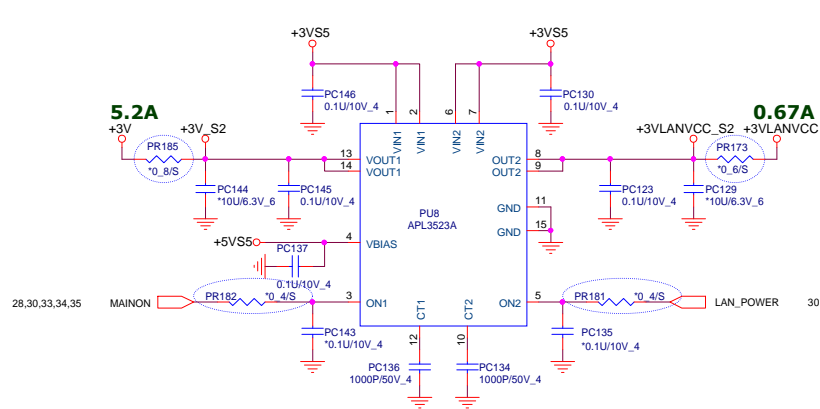 +3VS5
+3VS5
PC146
0.1U/10V_4
PC130
0.1U/10V_4
5.2A
0.67A
+3V
+3V_S2
+3VLANVCC_S2
+3VLANVCC
1
2
6
7
VIN1
VIN1
VIN2
VIN2
PR185
*0_8/S
PR173
*0_6/S
13
VOUT1
14
VOUT1
8
OUT2
9
OUT2
PC144
*10U/6.3V_6
PC145
0.1U/10V_4
PC123
0.1U/10V_4
PC129
*10U/6.3V_6
PU8
APL3523A
11
GND
15
GND
+5VS5
4
VBIAS
PC137
0.1U/10V_4
28,30,33,34,35
MAINON
PR182
*0_4/S
3
ON1
5
ON2
PR181
*0_4/S
LAN_POWER
30
CT1
CT2
12
10
PC143
*0.1U/10V_4
PC135
*0.1U/10V_4
PC136
1000P/50V_4
PC134
1000P/50V_4